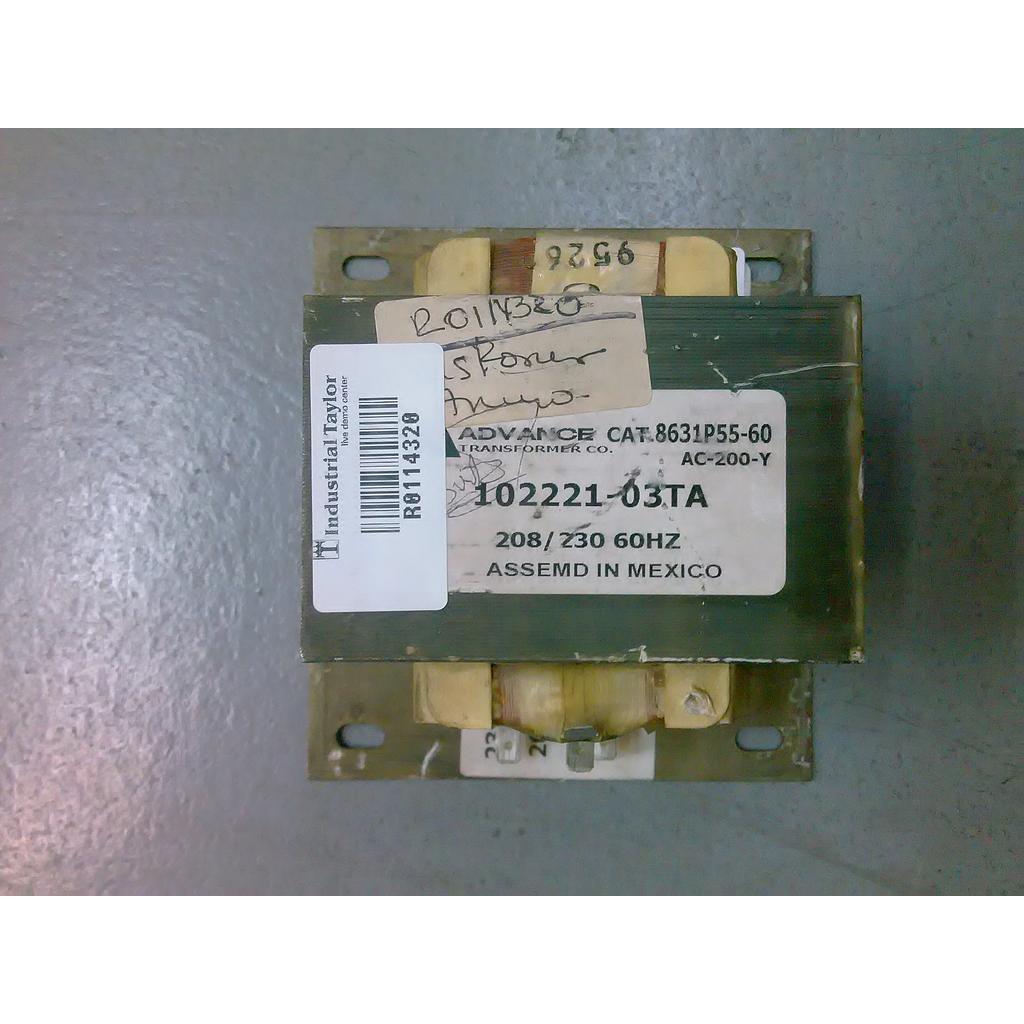 9526
R0114320
ADVANCE CAT.8631P55-60
TRANSFORMER CO.
AC-200-Y
102221-03TA
208/230 60HZ
ASSEMD IN MEXICO
Industrial Taylor
live demo center
R0114320